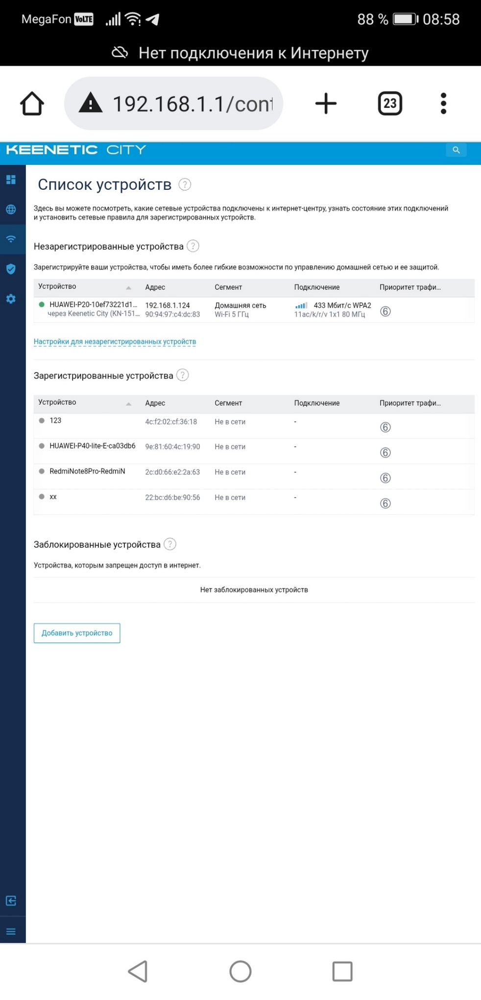 MegaFon VoLTE 88 % 08:58
Нет подключения к Интернету
192.168.1.1/cont 23
KEENETIC CITY
Список устройств ?
Здесь вы можете посмотреть, какие сетевые устройства подключены к интернет-центру, узнать состояние этих подключений
и установить сетевые правила для зарегистрированных устройств.
Незарегистрированные устройства ?
Зарегистрируйте ваши устройства, чтобы иметь более гибкие возможности по управлению домашней сетью и ее защитой.
Устройство Адрес Сегмент Подключение Приоритет трафи...
HUAWEI-P20-10ef73221d1... 192.168.1.124 Домашняя сеть 433 Мбит/с WPA2 6
через Keenetic City (KN-151... 90:94:97:c4:dc:83 Wi-Fi 5 ГГц 11ac/k/r/v 1x1 80 МГц
Настройки для незарегистрированных устройств
Зарегистрированные устройства ?
Устройство Адрес Сегмент Подключение Приоритет трафи...
123 4c:f2:02:cf:36:18 Не в сети - 6
HUAWEI-P40-lite-E-ca03db6 9e:81:60:4c:19:90 Не в сети - 6
RedmiNote8Pro-RedmiN 2c:d0:66:e2:2a:63 Не в сети - 6
xx 22:bc:d6:be:90:56 Не в сети - 6
Заблокированные устройства ?
Устройства, которым запрещен доступ в интернет.
Нет заблокированных устройств
Добавить устройство